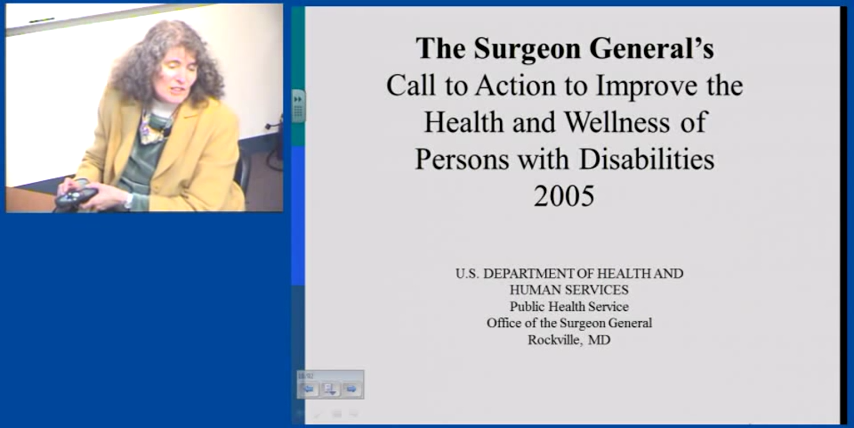 The Surgeon General’s
Call to Action to Improve the
Health and Wellness of
Persons with Disabilities
2005
U.S. DEPARTMENT OF HEALTH AND
HUMAN SERVICES
Public Health Service
Office of the Surgeon General
Rockville, MD